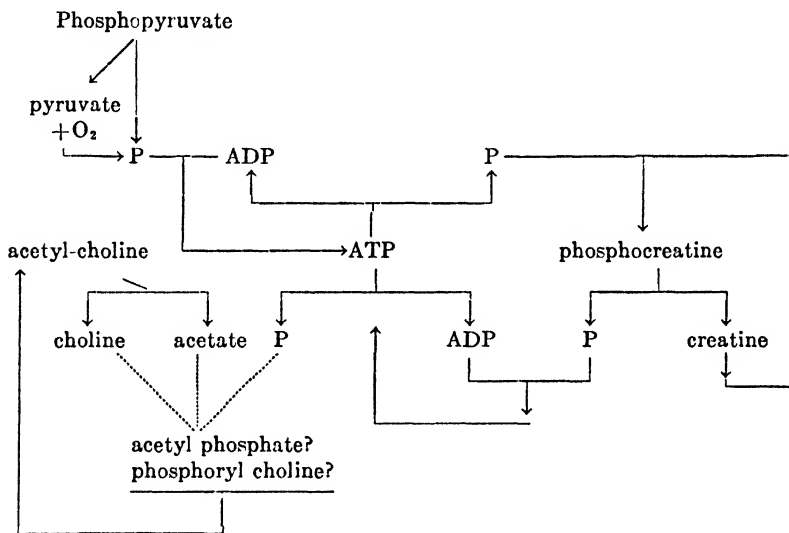 Phosphopyruvate
pyruvate
+O₂
P ADP P
acetyl-choline ATP phosphocreatine
choline acetate P ADP P creatine
acetyl phosphate?
phosphoryl choline?